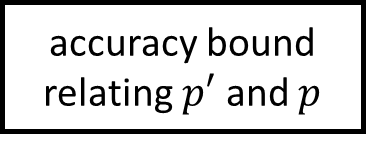 accuracy bound
relating p′ and p